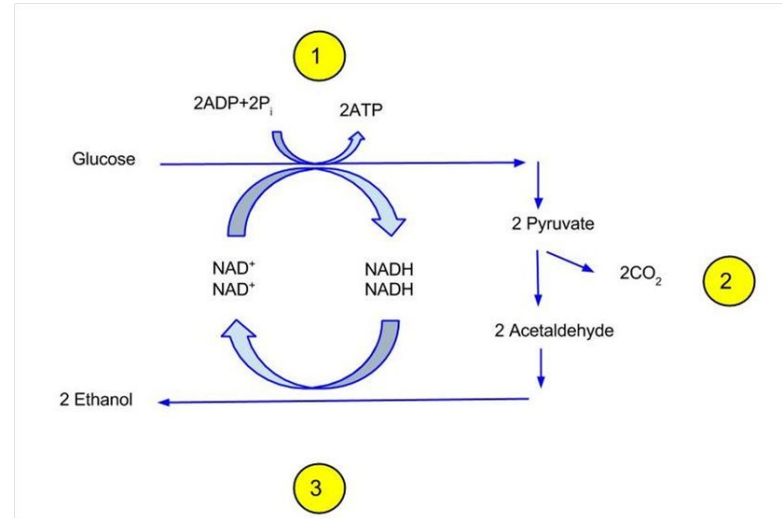 1
2ADP+2Pᵢ
2ATP
Glucose
2 Pyruvate
NAD⁺
NAD⁺
NADH
NADH
2CO₂
2
2 Acetaldehyde
2 Ethanol
3